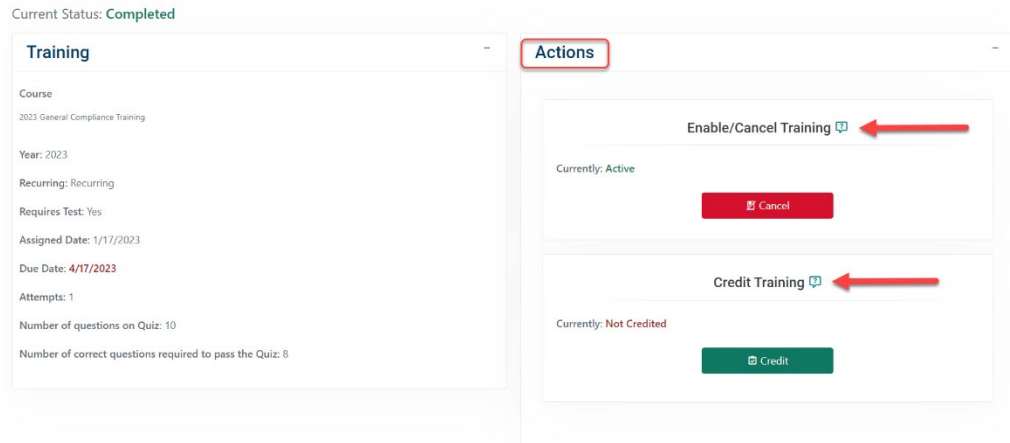 Current Status: Completed
Training
Course
2023 General Compliance Training
Year: 2023
Recurring: Recurring
Requires Test: Yes
Assigned Date: 1/17/2023
Due Date: 4/17/2023
Attempts: 1
Number of questions on Quiz: 10
Number of correct questions required to pass the Quiz: 8
Actions
Enable/Cancel Training
Currently: Active
Cancel
Credit Training
Currently: Not Credited
Credit